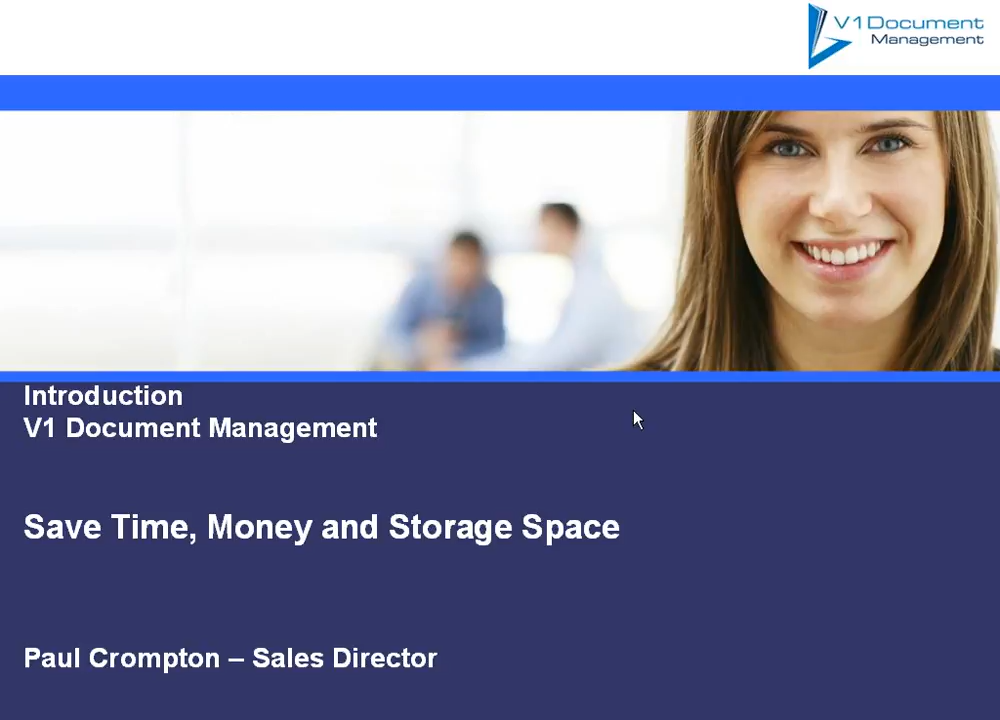 V1 Document
Management
Introduction
V1 Document Management
Save Time, Money and Storage Space
Paul Crompton – Sales Director